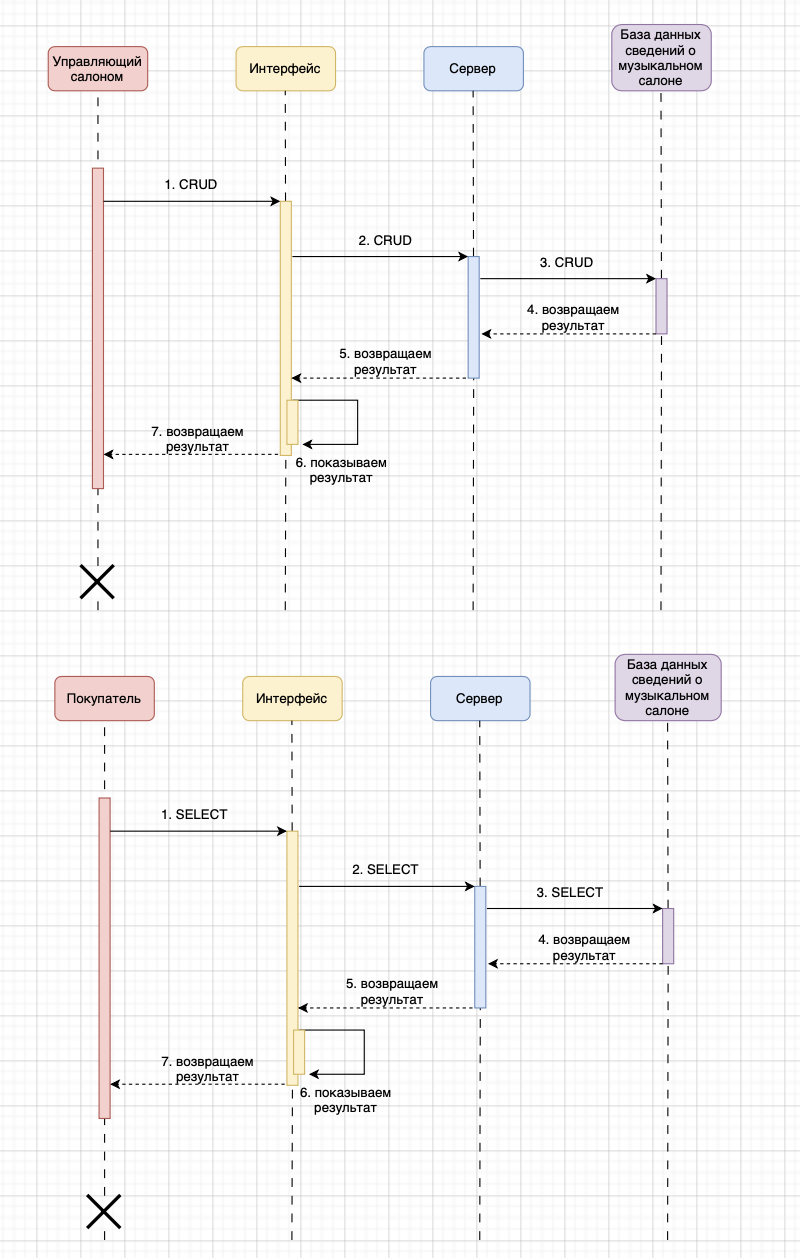 Управляющий
салоном
Интерфейс
Сервер
База данных
сведений о
музыкальном
салоне
1. CRUD
2. CRUD
3. CRUD
4. возвращаем
результат
5. возвращаем
результат
7. возвращаем
результат
6. показываем
результат
Покупатель
Интерфейс
Сервер
База данных
сведений о
музыкальном
салоне
1. SELECT
2. SELECT
3. SELECT
4. возвращаем
результат
5. возвращаем
результат
7. возвращаем
результат
6. показываем
результат